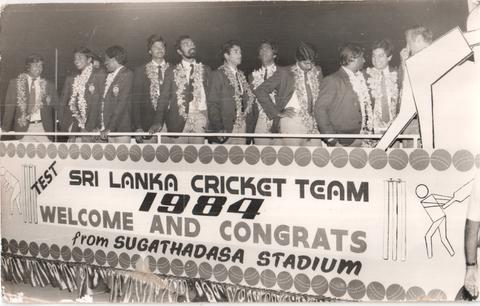 TEST
SRI LANKA CRICKET TEAM
1984
WELCOME AND CONGRATS
from SUGATHADASA STADIUM